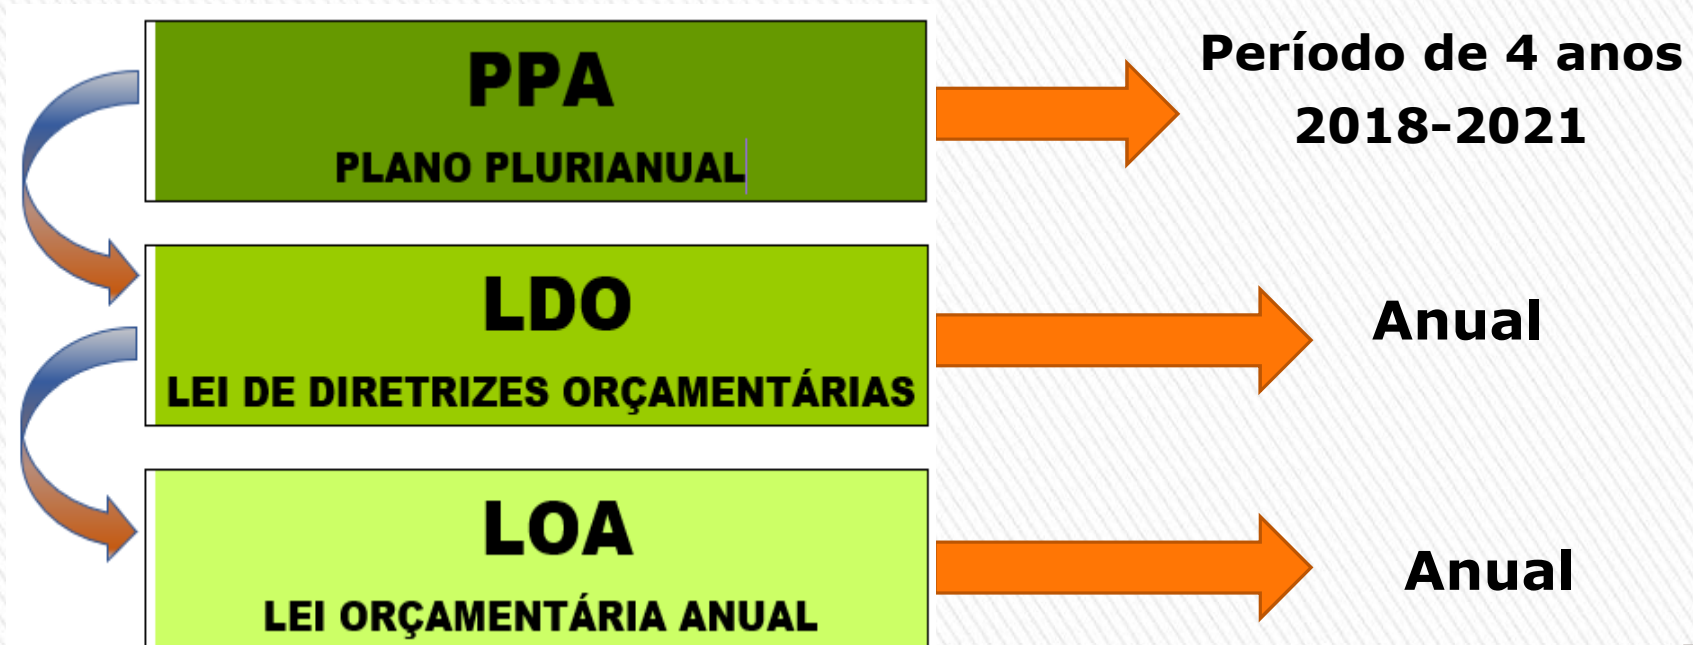 PPA
PLANO PLURIANUAL
Período de 4 anos
2018-2021
LDO
LEI DE DIRETRIZES ORÇAMENTÁRIAS
Anual
LOA
LEI ORÇAMENTÁRIA ANUAL
Anual